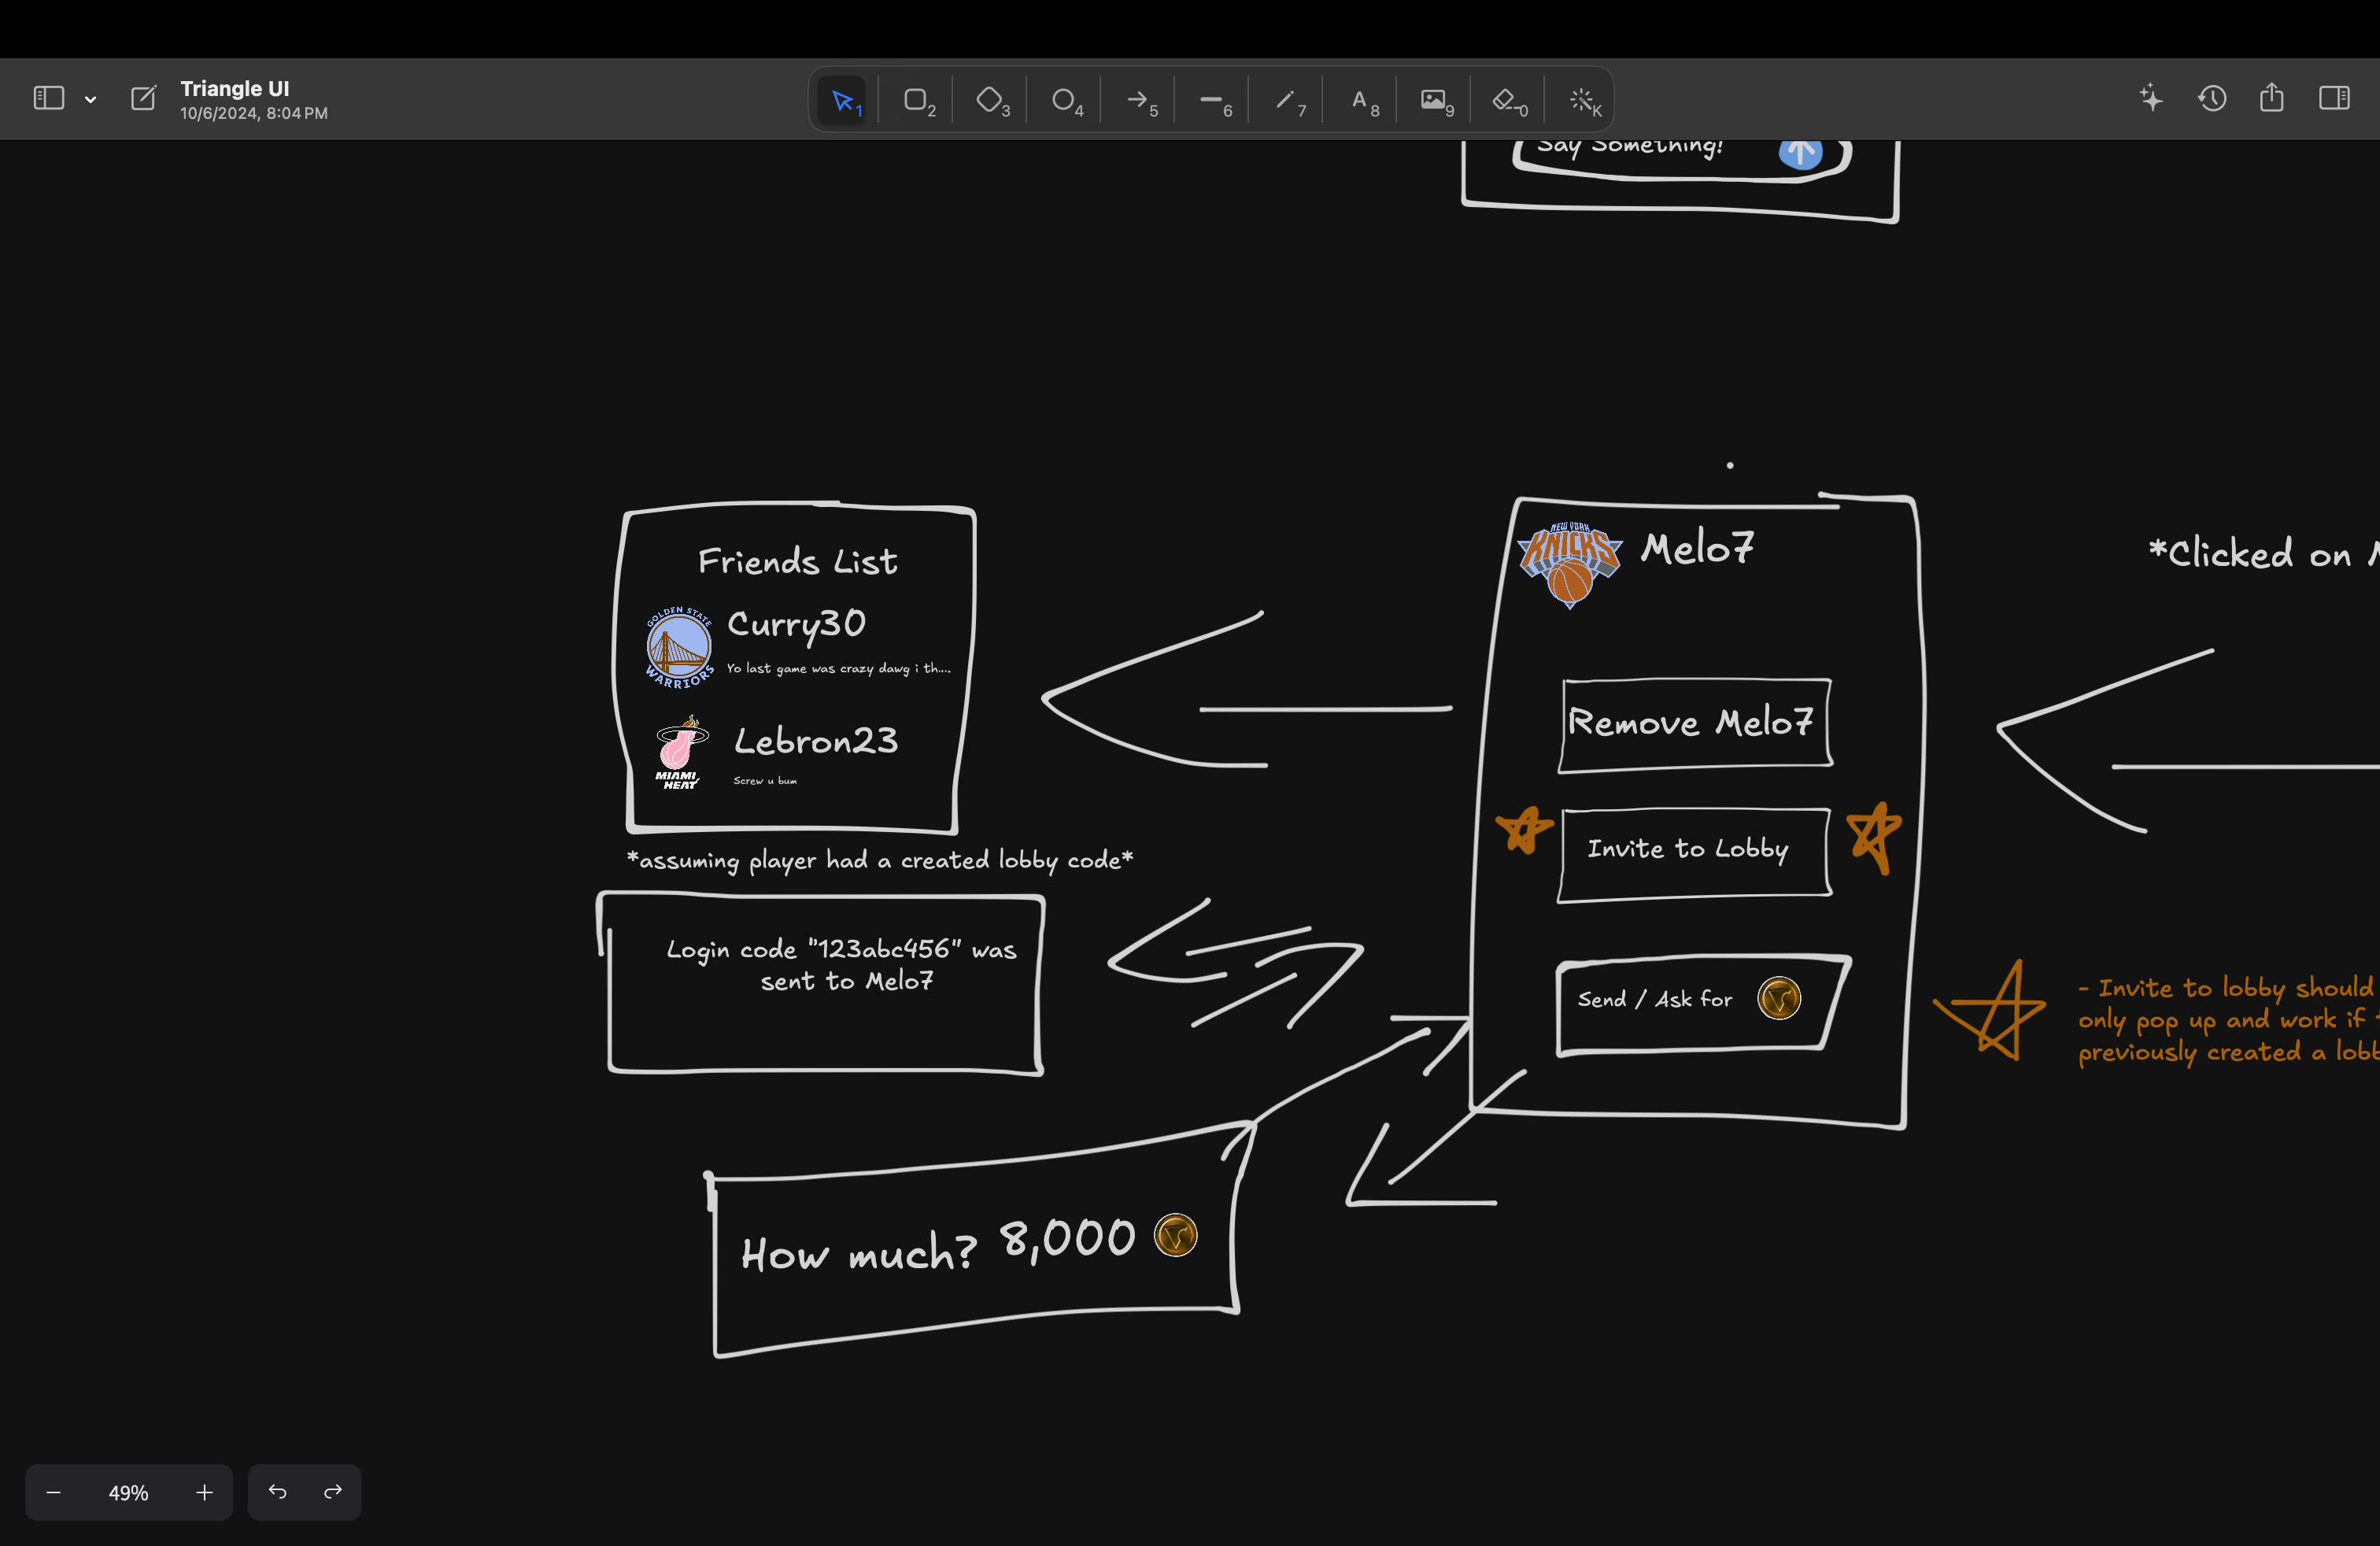 Triangle UI
10/6/2024, 8:04 PM
1
2
3
4
5
6
7
A 8
9
0
K
Say Something!
NEW YORK
KNICKS
Melo7
*Clicked on
Friends List
GOLDEN STATE
WARRIORS
Curry30
Yo last game was crazy dawg i th....
MIAMI
HEAT
Lebron23
Screw u bum
Remove Melo7
Invite to Lobby
*assuming player had a created lobby code*
Login code "123abc456" was
sent to Melo7
Send / Ask for
- Invite to lobby should
only pop up and work if
previously created a lobb
How much? 8,000
49%